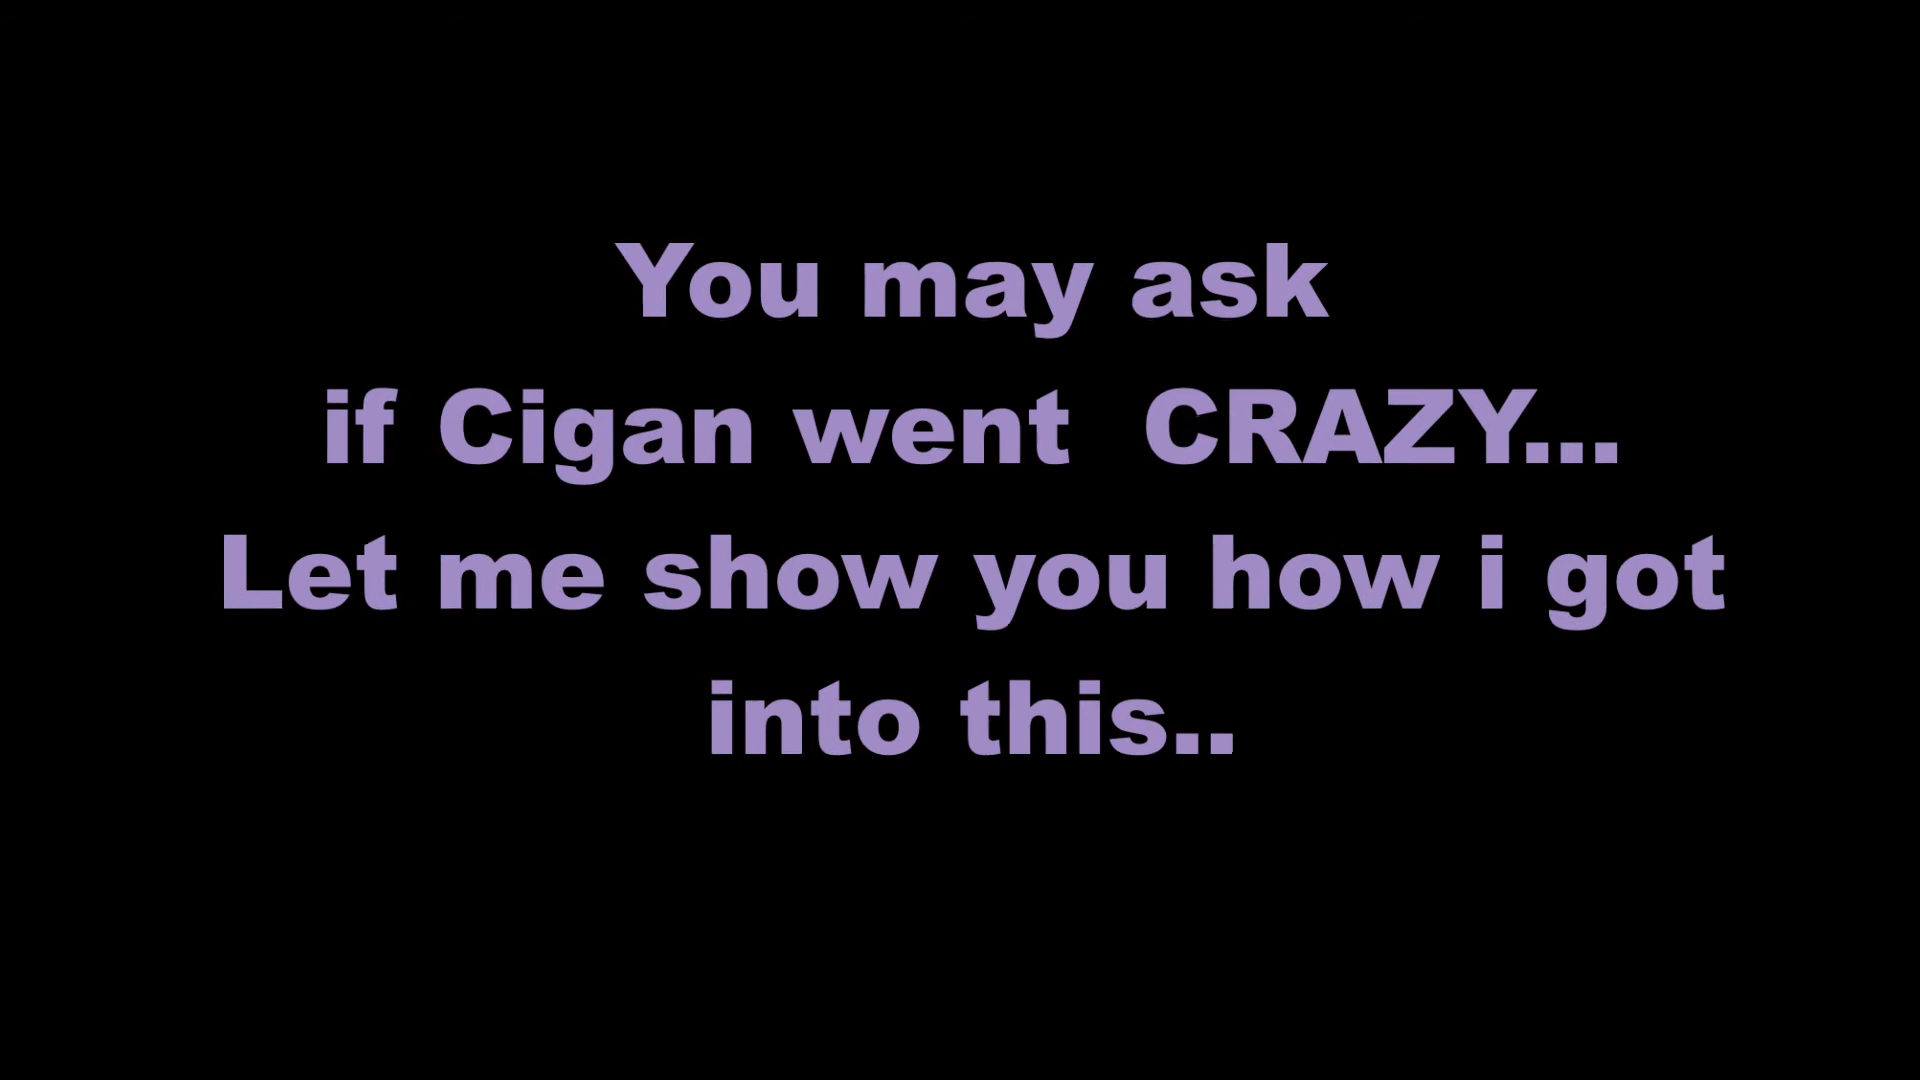 You may ask
if Cigan went  CRAZY...
Let me show you how i got
into this..